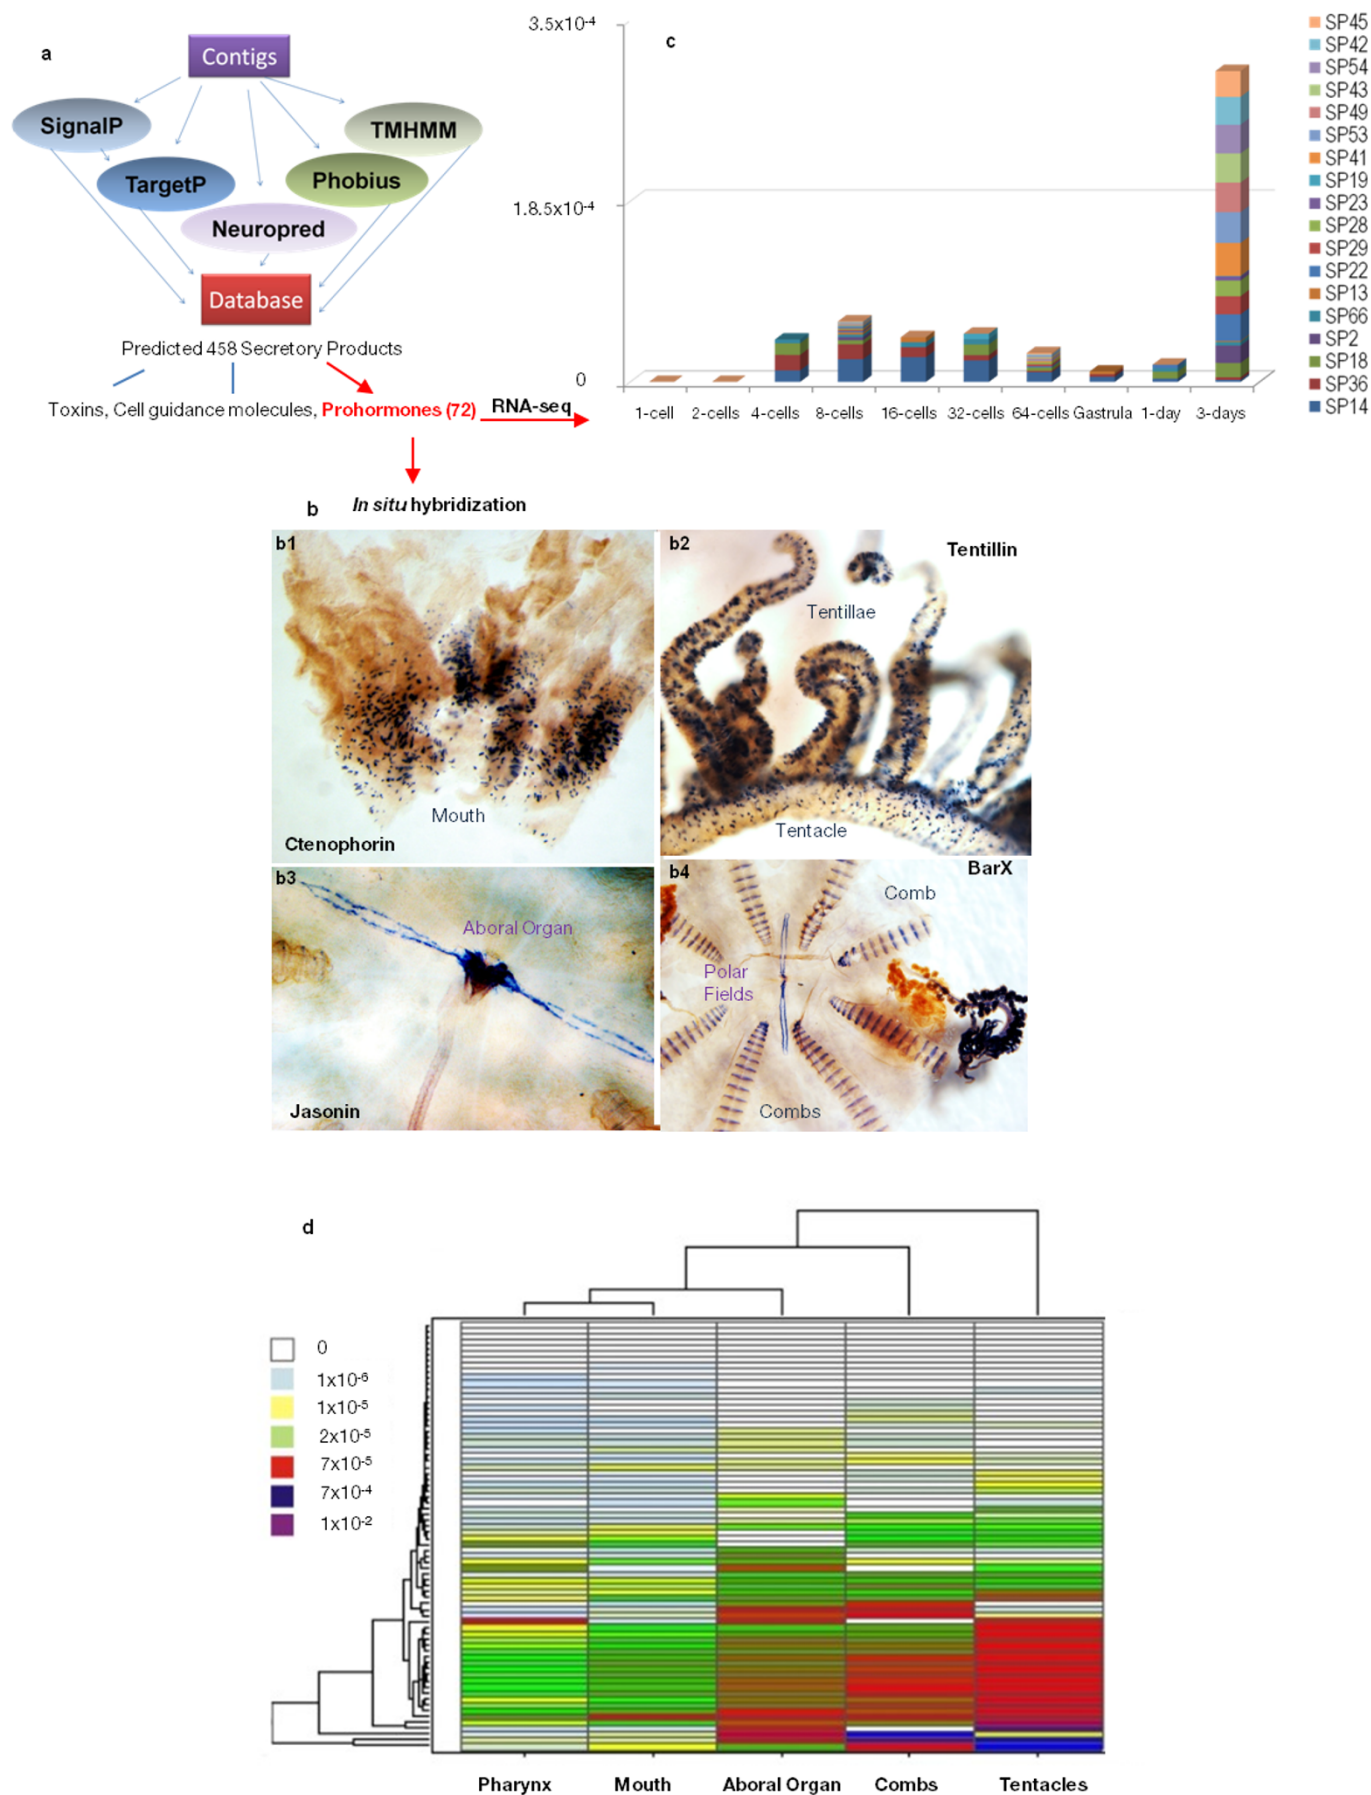 a
Contigs
SignalP
TMHMM
TargetP
Phobius
Neuropred
Database
Predicted 458 Secretory Products
Toxins, Cell guidance molecules, Prohormones (72)
RNA-seq
c
3.5x10-4
1.8.5x10-4
0
1-cell 2-cells 4-cells 8-cells 16-cells 32-cells 64-cells Gastrula 1-day 3-days
SP45
SP42
SP54
SP43
SP49
SP53
SP41
SP19
SP23
SP28
SP29
SP22
SP13
SP66
SP2
SP18
SP36
SP14
b
In situ hybridization
b1
Mouth
Ctenophorin
b2
Tentillin
Tentillae
Tentacle
b3
Aboral Organ
Jasonin
b4
BarX
Comb
Polar
Fields
Combs
d
0
1x10-6
1x10-5
2x10-5
7x10-5
7x10-4
1x10-2
Pharynx Mouth Aboral Organ Combs Tentacles